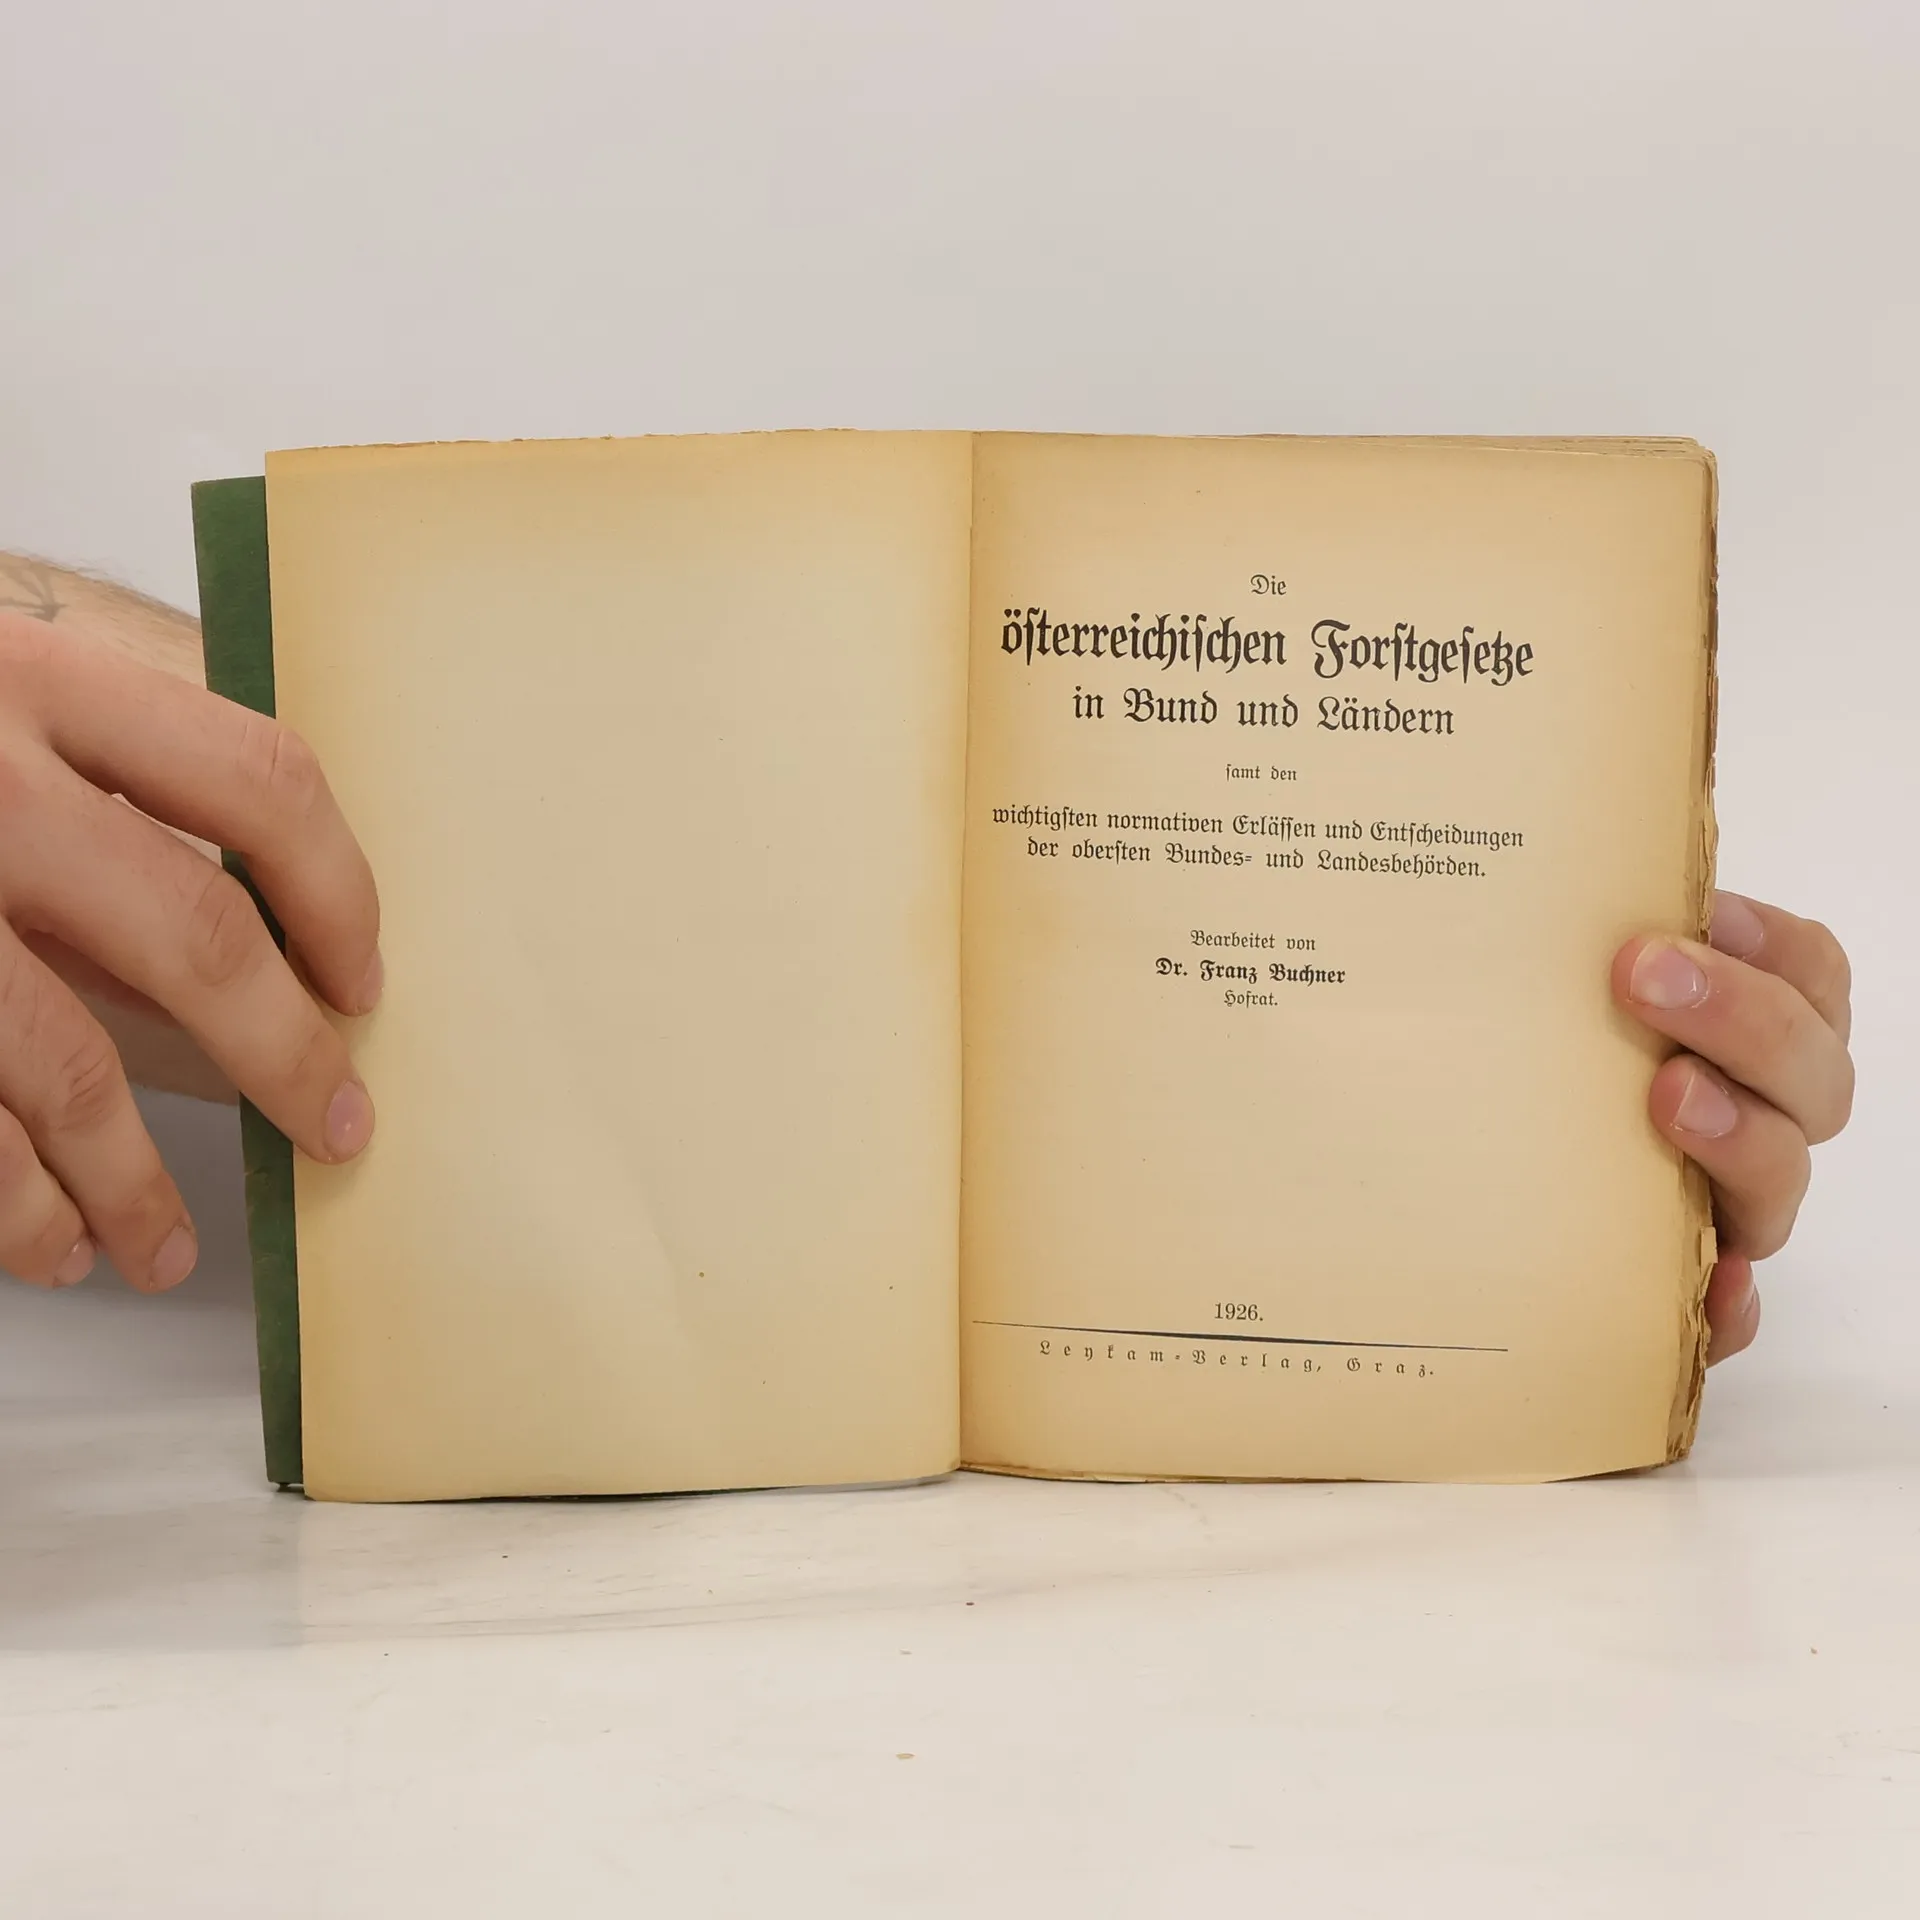 Die
öſterreichiſchen Forſtgeſetze
in Bund und Ländern
ſamt den
wichtigſten normativen Erläſſen und Entſcheidungen
der oberſten Bundes- und Landesbehörden.
Bearbeitet von
Dr. Franz Buchner
Hofrat.
1926.
Leykam-Verlag, Graz.